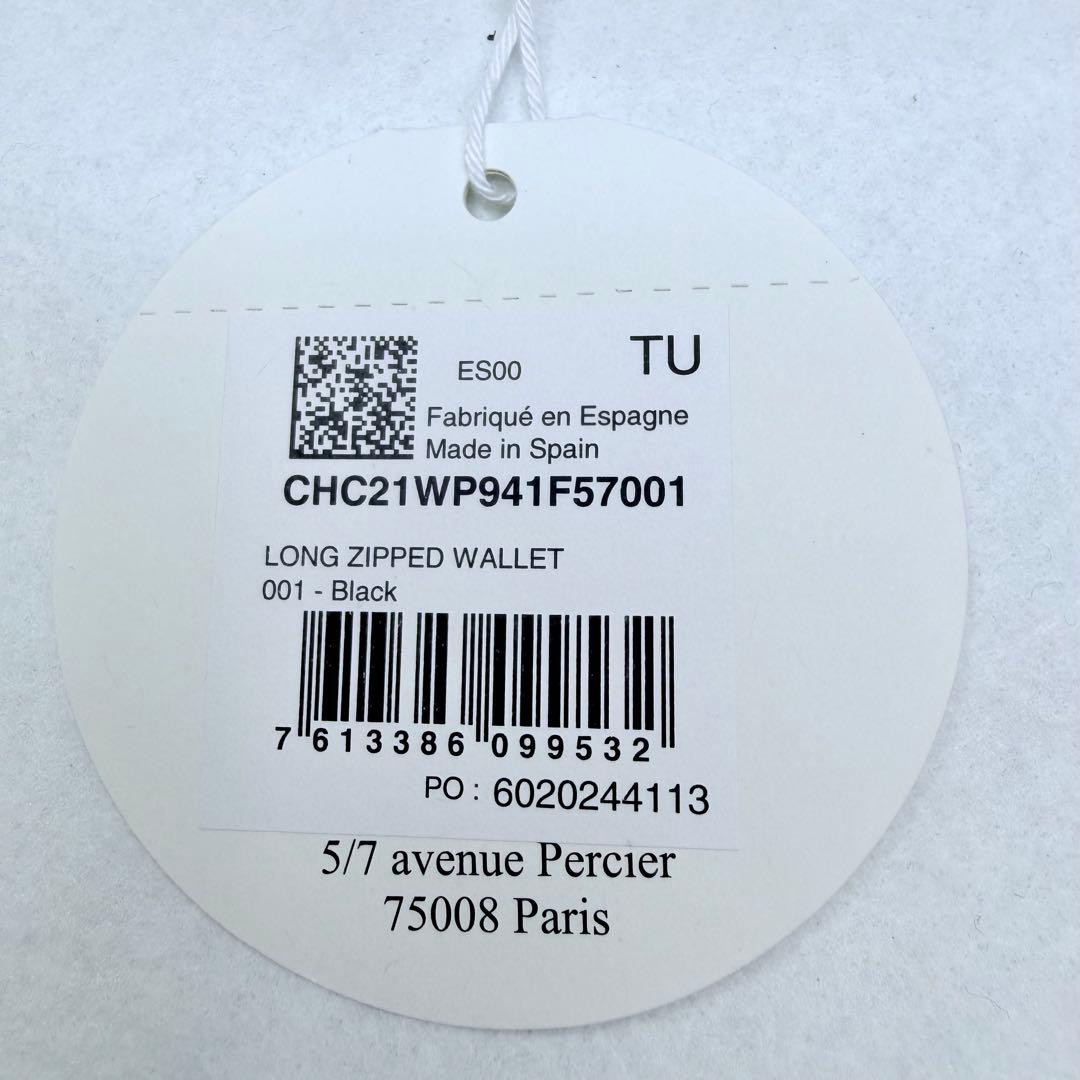 TU
ES00
Fabriqué en Espagne
Made in Spain
CHC21WP941F57001
LONG ZIPPED WALLET
001 - Black
7 613386 099532
PO : 6020244113
5/7 avenue Percier
75008 Paris